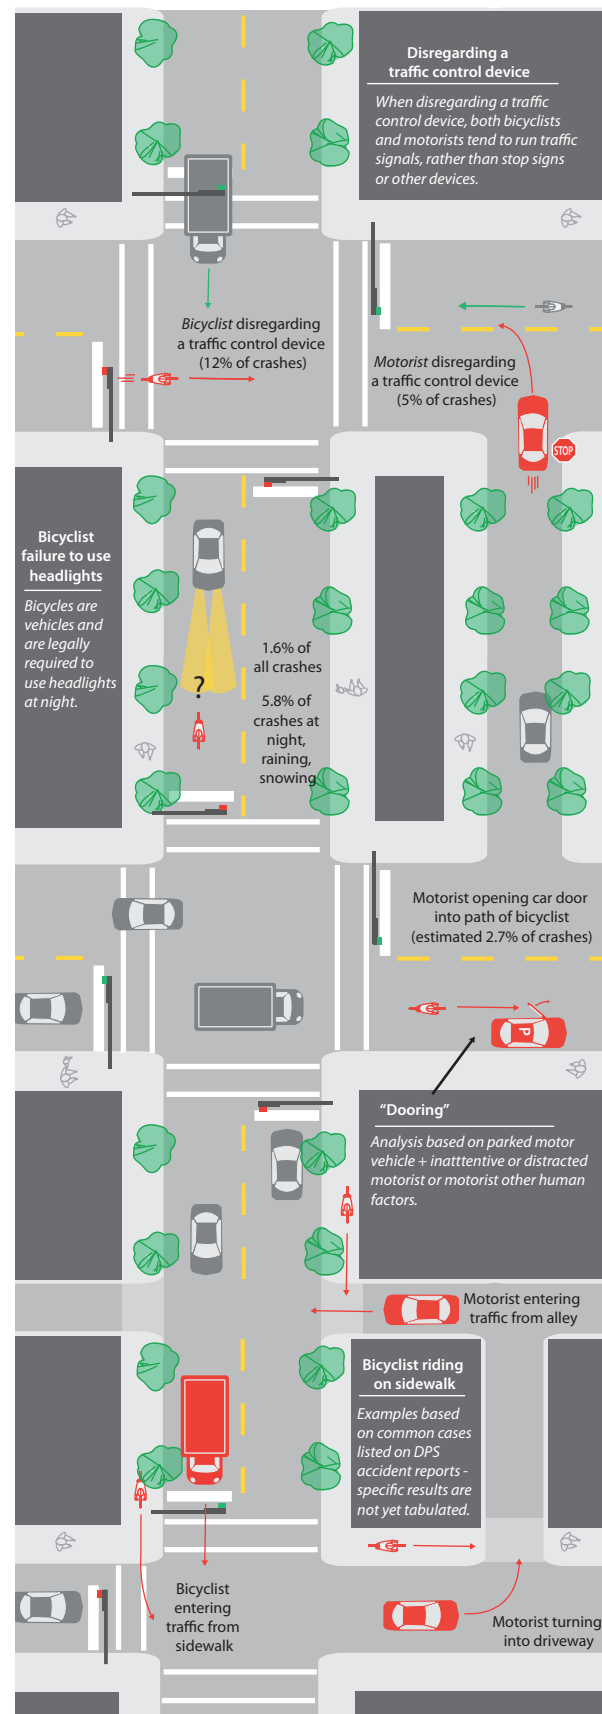 Disregarding a
traffic control device
When disregarding a traffic
control device, both bicyclists
and motorists tend to run traffic
signals, rather than stop signs
or other devices.
Bicyclist disregarding
a traffic control device
(12% of crashes)
Motorist disregarding
a traffic control device
(5% of crashes)
STOP
Bicyclist
failure to use
headlights
Bicycles are
vehicles and
are legally
required to
use headlights
at night.
1.6% of
all crashes
?
5.8% of
crashes at
night,
raining,
snowing
Motorist opening car door
into path of bicyclist
(estimated 2.7% of crashes)
P
“Dooring”
Analysis based on parked motor
vehicle + inatttentive or distracted
motorist or motorist other human
factors.
Motorist entering
traffic from alley
Bicyclist riding
on sidewalk
Examples based
on common cases
listed on DPS
accident reports -
specific results are
not yet tabulated.
Bicyclist
entering
traffic from
sidewalk
Motorist turning
into driveway